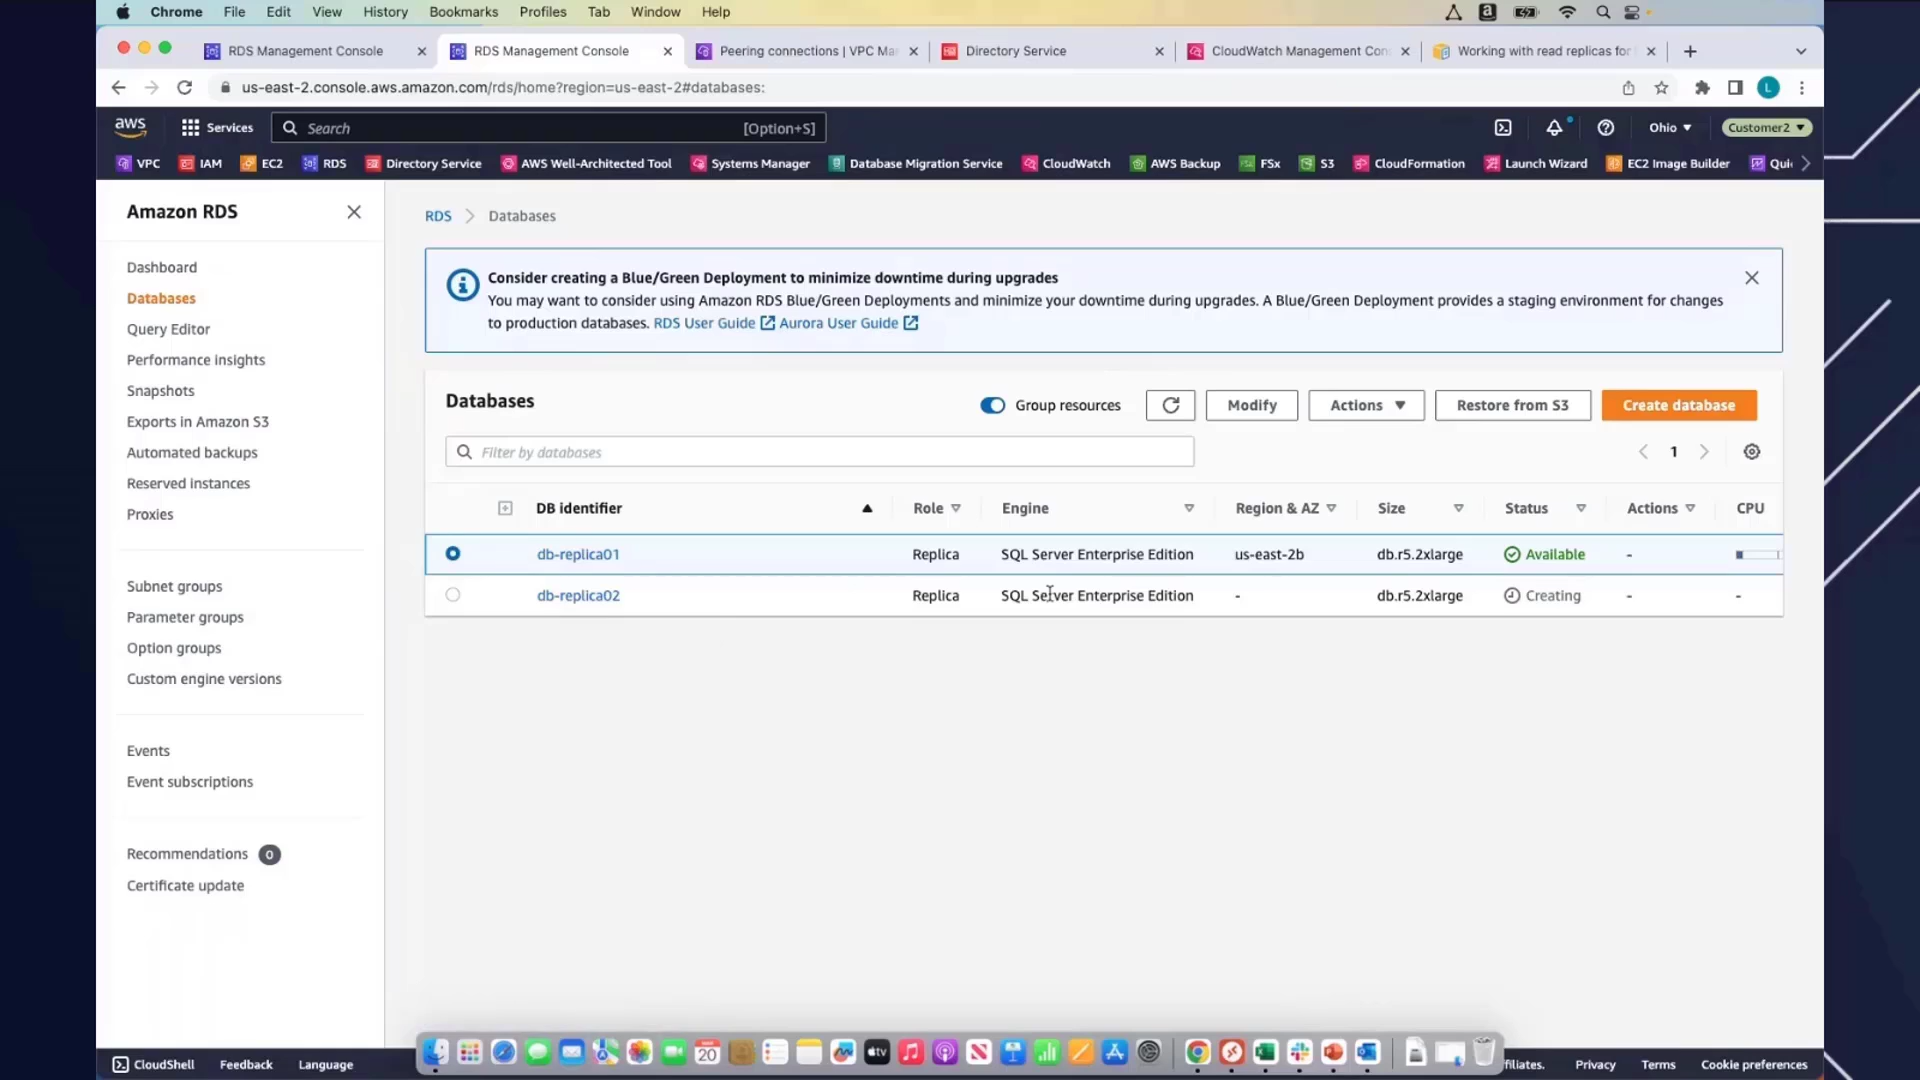 Chrome File Edit View History Bookmarks Profiles Tab Window Help
RDS Management Console RDS Management Console Peering connections | VPC Ma Directory Service CloudWatch Management Con Working with read replicas for
us-east-2.console.aws.amazon.com/rds/home?region=us-east-2#databases:
L
aws Services Search [Option+S] Ohio Customer2
VPC IAM EC2 RDS Directory Service AWS Well-Architected Tool Systems Manager Database Migration Service CloudWatch AWS Backup FSx S3 CloudFormation Launch Wizard EC2 Image Builder Qui
Amazon RDS
Dashboard
Databases
Query Editor
Performance insights
Snapshots
Exports in Amazon S3
Automated backups
Reserved instances
Proxies
Subnet groups
Parameter groups
Option groups
Custom engine versions
Events
Event subscriptions
Recommendations 0
Certificate update
RDS > Databases
Consider creating a Blue/Green Deployment to minimize downtime during upgrades
You may want to consider using Amazon RDS Blue/Green Deployments and minimize your downtime during upgrades. A Blue/Green Deployment provides a staging environment for changes
to production databases. RDS User Guide Aurora User Guide
Databases Group resources Modify Actions Restore from S3 Create database
Filter by databases 1
DB identifier Role Engine Region & AZ Size Status Actions CPU
db-replica01 Replica SQL Server Enterprise Edition us-east-2b db.r5.2xlarge Available -
db-replica02 Replica SQL Server Enterprise Edition - db.r5.2xlarge Creating - -
20
tv
CloudShell Feedback Language ffiliates. Privacy Terms Cookie preferences